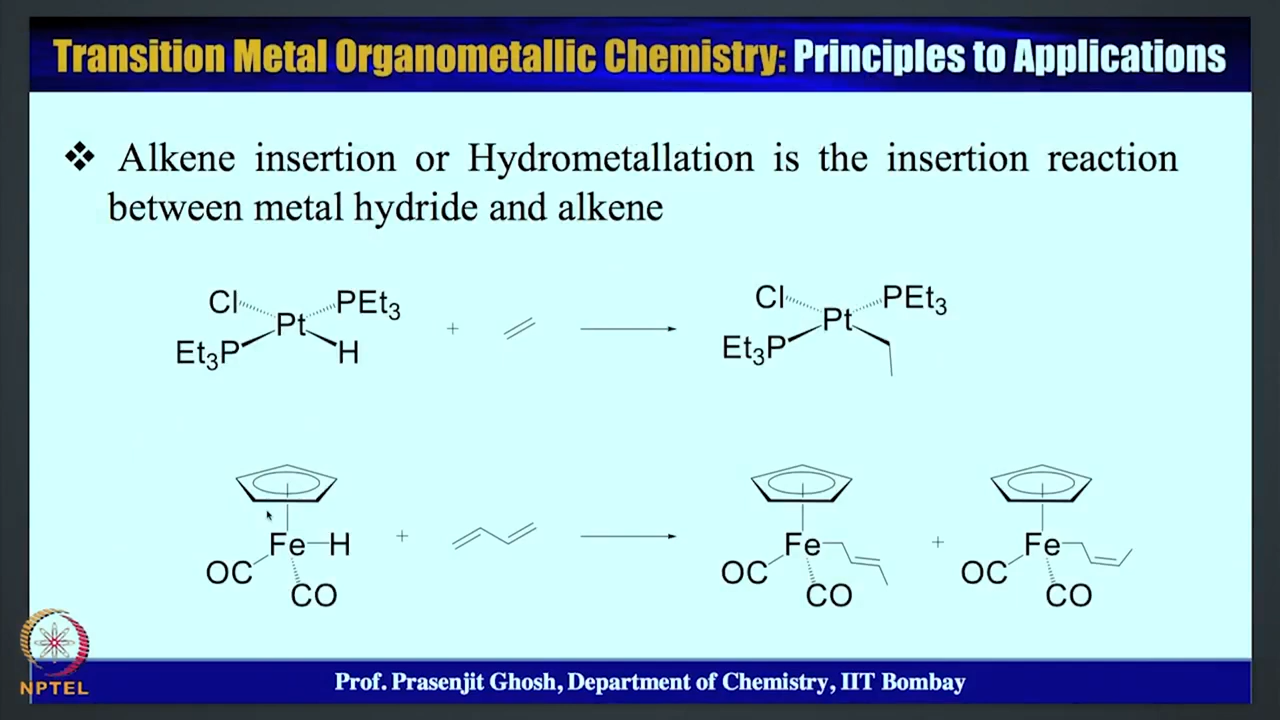 Transition Metal Organometallic Chemistry: Principles to Applications
❖ Alkene insertion or Hydrometallation is the insertion reaction
between metal hydride and alkene
Cl PEt3 Pt Et3P H + Cl PEt3 Pt Et3P
Fe H OC CO + Fe OC CO + Fe OC CO
NPTEL
Prof. Prasenjit Ghosh, Department of Chemistry, IIT Bombay